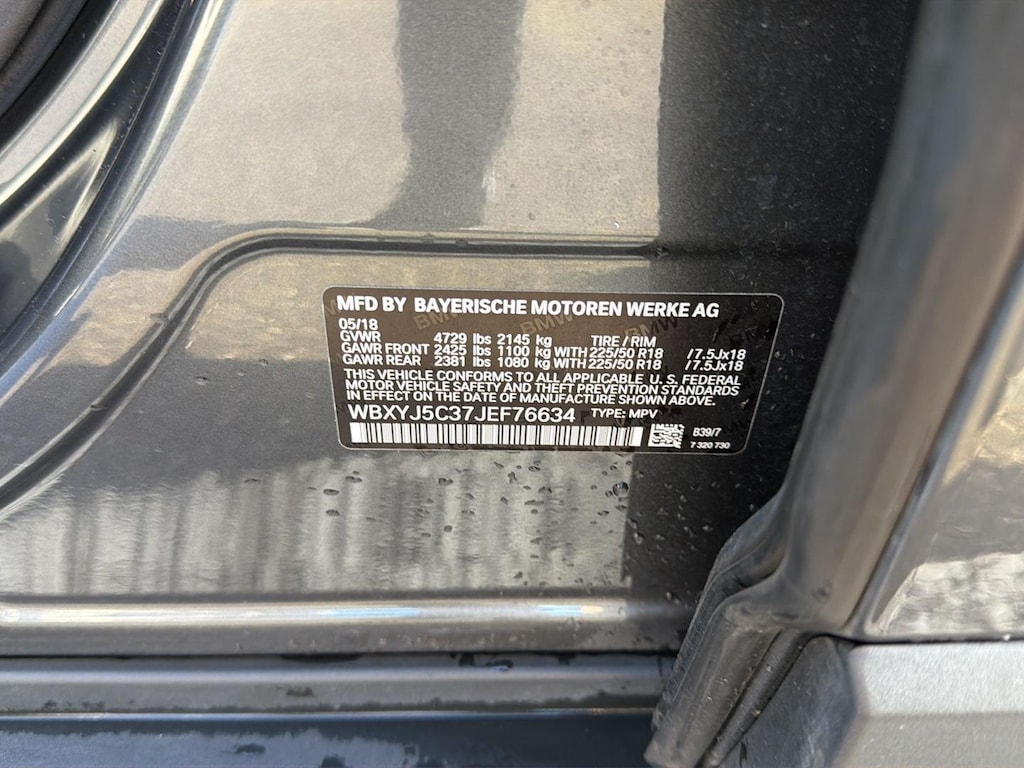 MFD BY BAYERISCHE MOTOREN WERKE AG
05/18
GVWR 4729 lbs 2145 kg TIRE / RIM
GAWR FRONT 2425 lbs 1100 kg WITH 225/50 R18 /7.5Jx18
GAWR REAR 2381 lbs 1080 kg WITH 225/50 R18 /7.5Jx18
THIS VEHICLE CONFORMS TO ALL APPLICABLE U. S. FEDERAL
MOTOR VEHICLE SAFETY AND THEFT PREVENTION STANDARDS
IN EFFECT ON THE DATE OF MANUFACTURE SHOWN ABOVE.
WBXYJ5C37JEF76634 TYPE: MPV
B39/7
7 320 730